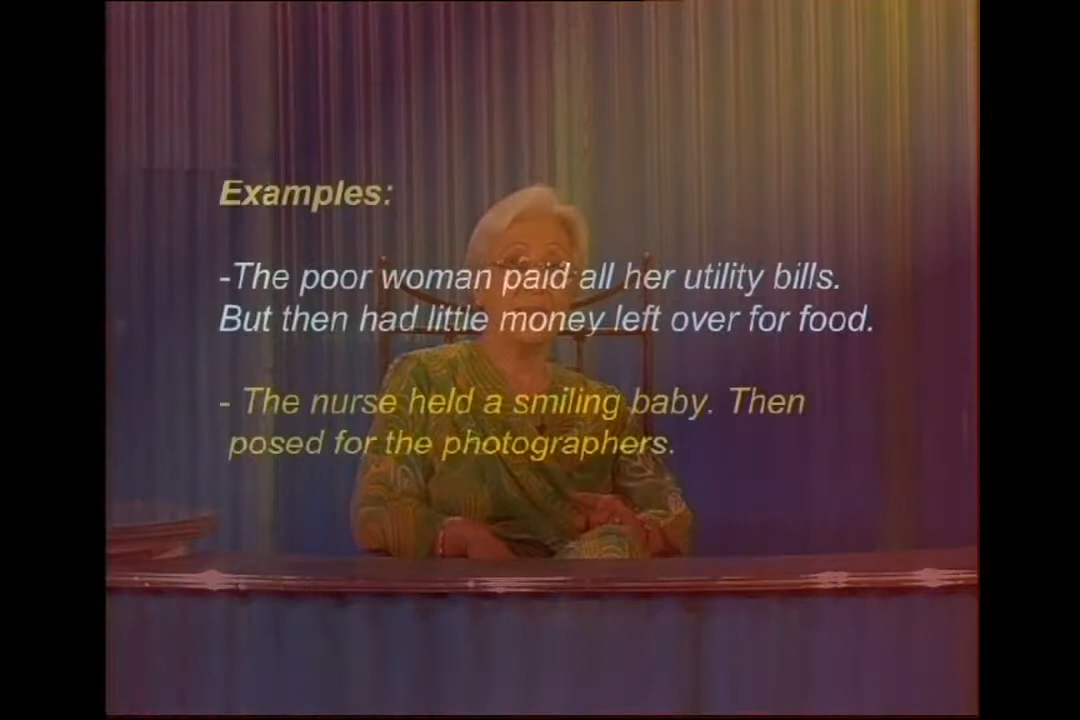 Examples:
-The poor woman paid all her utility bills.
But then had little money left over for food.
- The nurse held a smiling baby. Then
posed for the photographers.